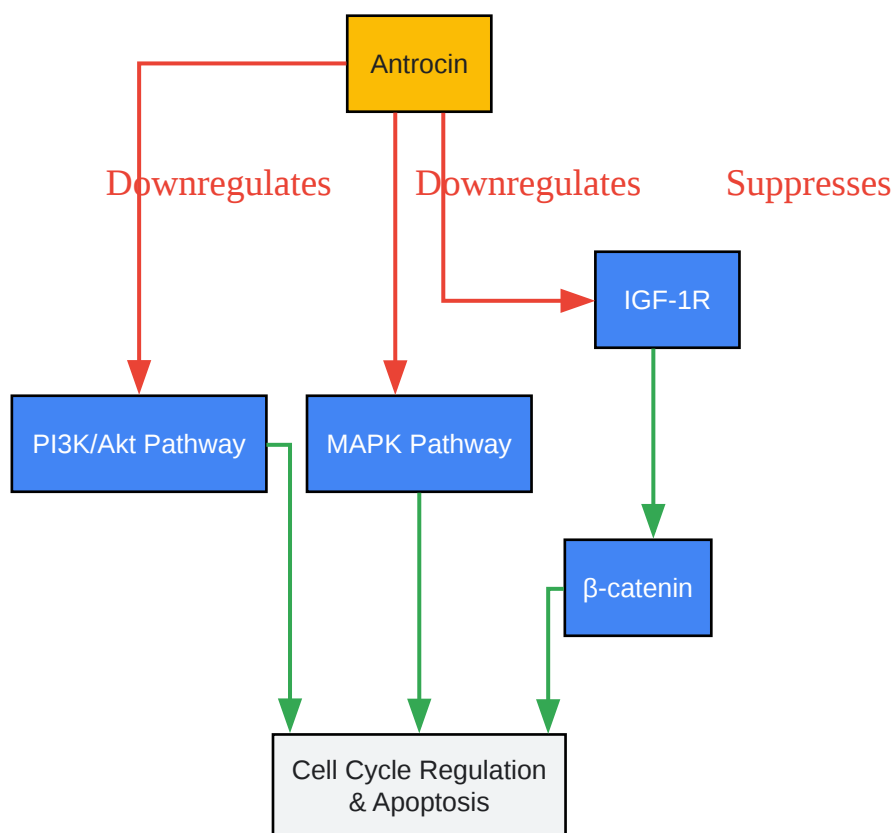 Antrocin
Downregulates
Downregulates
Suppresses
IGF-1R
PI3K/Akt Pathway
MAPK Pathway
β-catenin
Cell Cycle Regulation
& Apoptosis